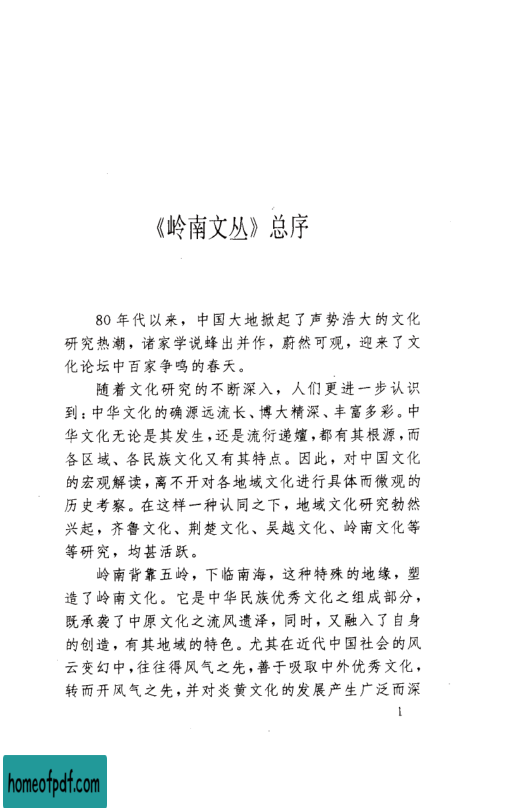 《岭南文丛》总序
80年代以来，中国大地掀起了声势浩大的文化
研究热潮，诸家学说蜂出并作，蔚然可观，迎来了文
化论坛中百家争鸣的春天。
随着文化研究的不断深入，人们更进一步认识
到：中华文化的确源远流长、博大精深、丰富多彩。中
华文化无论是其发生，还是流衍递嬗，都有其根源，而
各区域、各民族文化又有其特点。因此，对中国文化
的宏观解读，离不开对各地域文化进行具体而微观的
历史考察。在这样一种认同之下，地域文化研究勃然
兴起，齐鲁文化、荆楚文化、吴越文化、岭南文化等
等研究，均甚活跃。
岭南背靠五岭，下临南海，这种特殊的地缘，塑
造了岭南文化。它是中华民族优秀文化之组成部分，
既承袭了中原文化之流风遗泽，同时，又融入了自身
的创造，有其地域的特色。尤其在近代中国社会的风
云变幻中，往往得风气之先，善于吸取中外优秀文化，
转而开风气之先，并对炎黄文化的发展产生广泛而深
1
homeofpdf.com